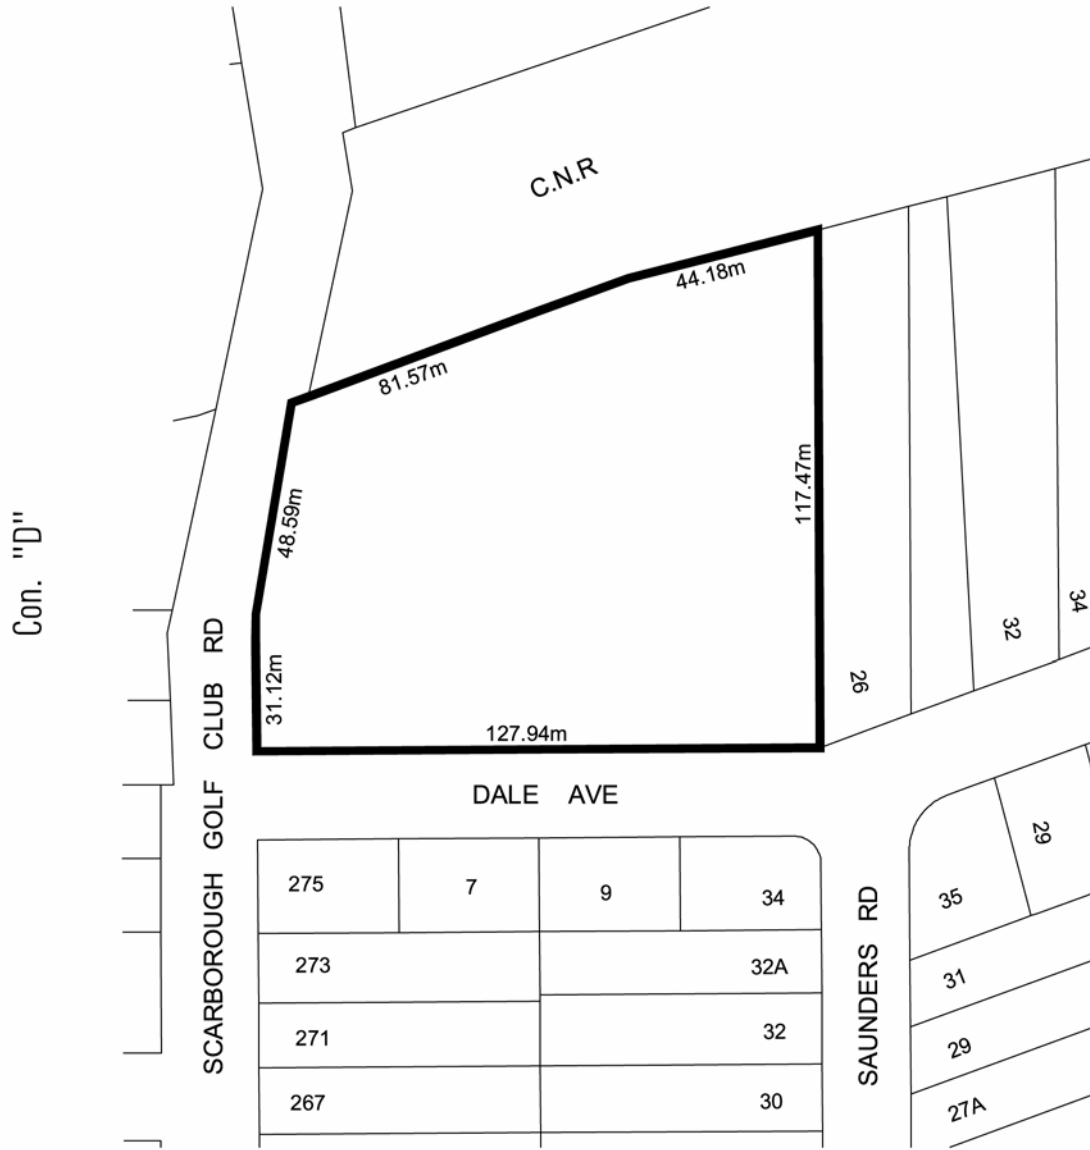 C.N.R
44.18m
81.57m
117.47m
48.59m
Con. "D"
31.12m
127.94m
26
32
34
SCARBOROUGH GOLF CLUB RD
DALE AVE
275
7
9
34
29
35
273
32A
31
271
32
29
267
30
27A
SAUNDERS RD